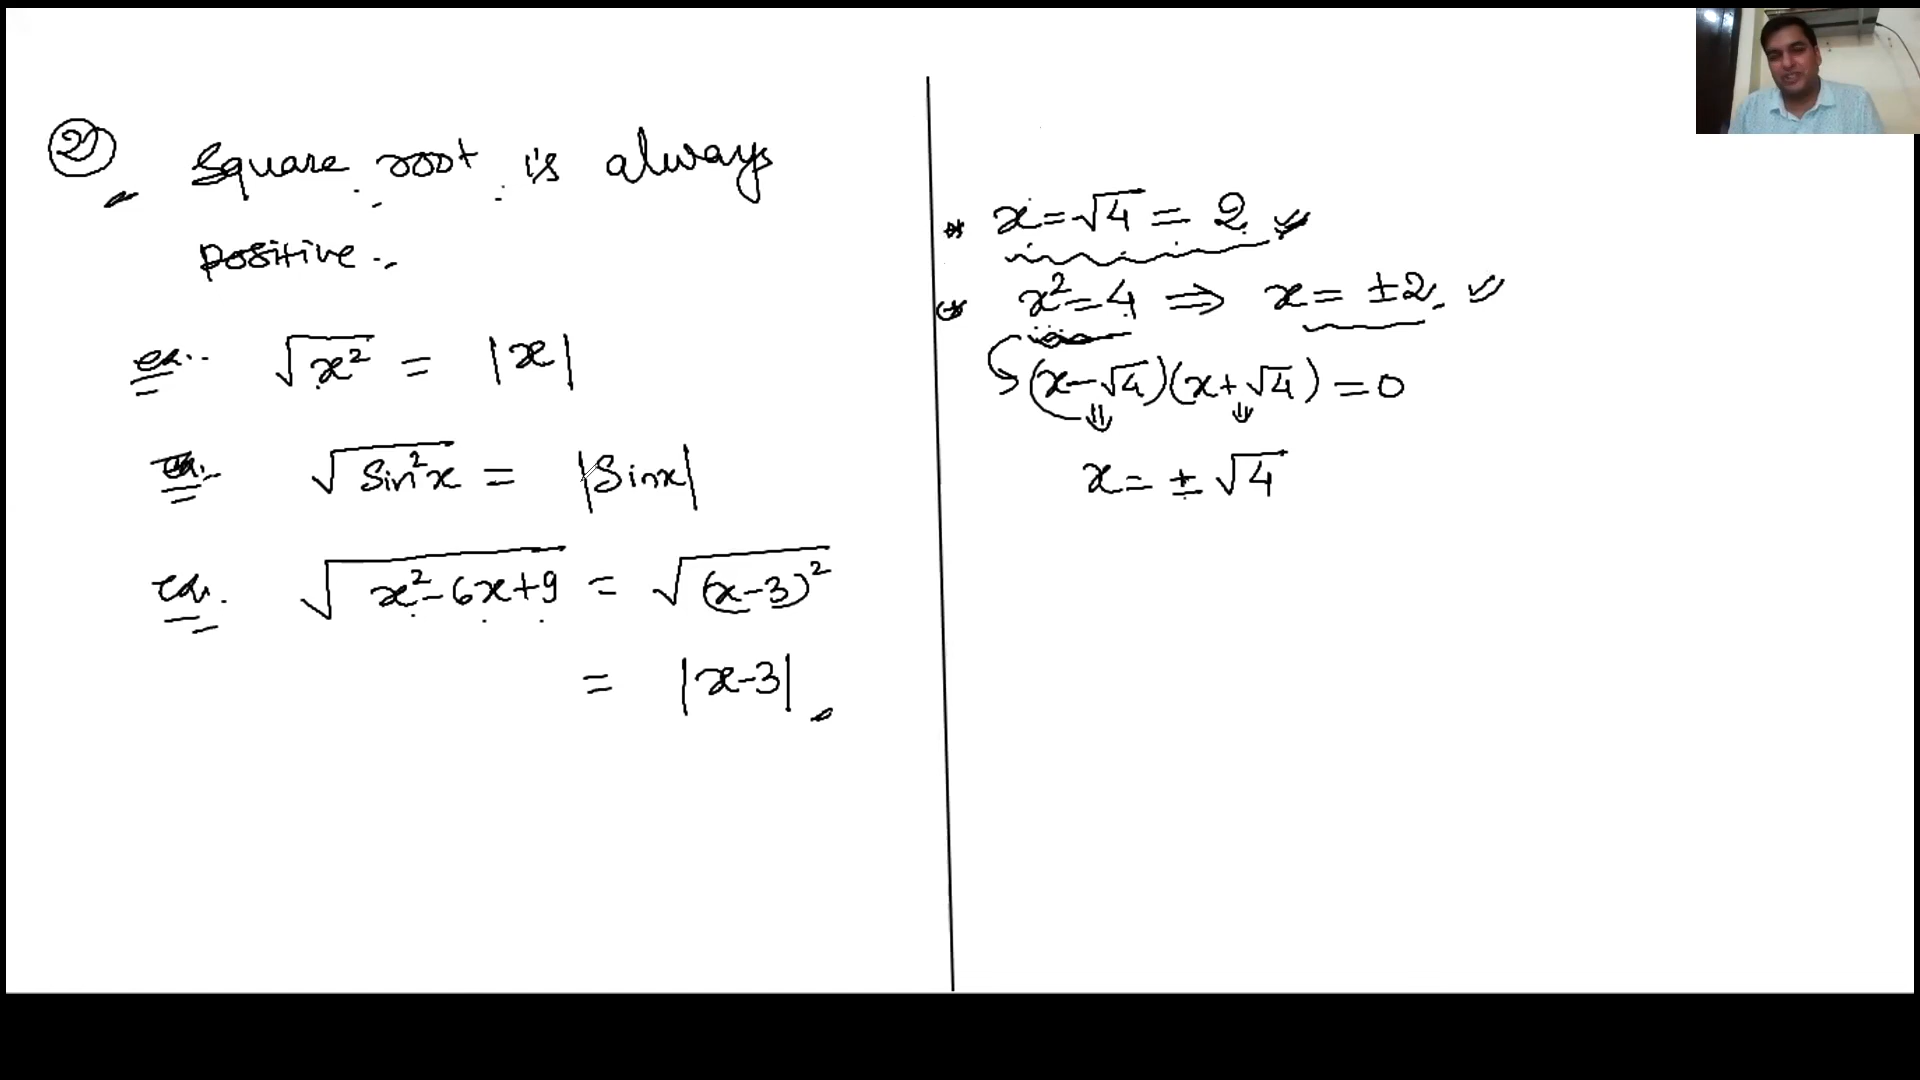 2) Square root is always
positive.
ex. √x² = |x|
ex. √Sin²x = |Sinx|
ex. √x²-6x+9 = √(x-3)²
= |x-3|
* x=√4 = 2
* x²=4 ⇒ x= ±2
(x-√4)(x+√4)=0
x= ±√4